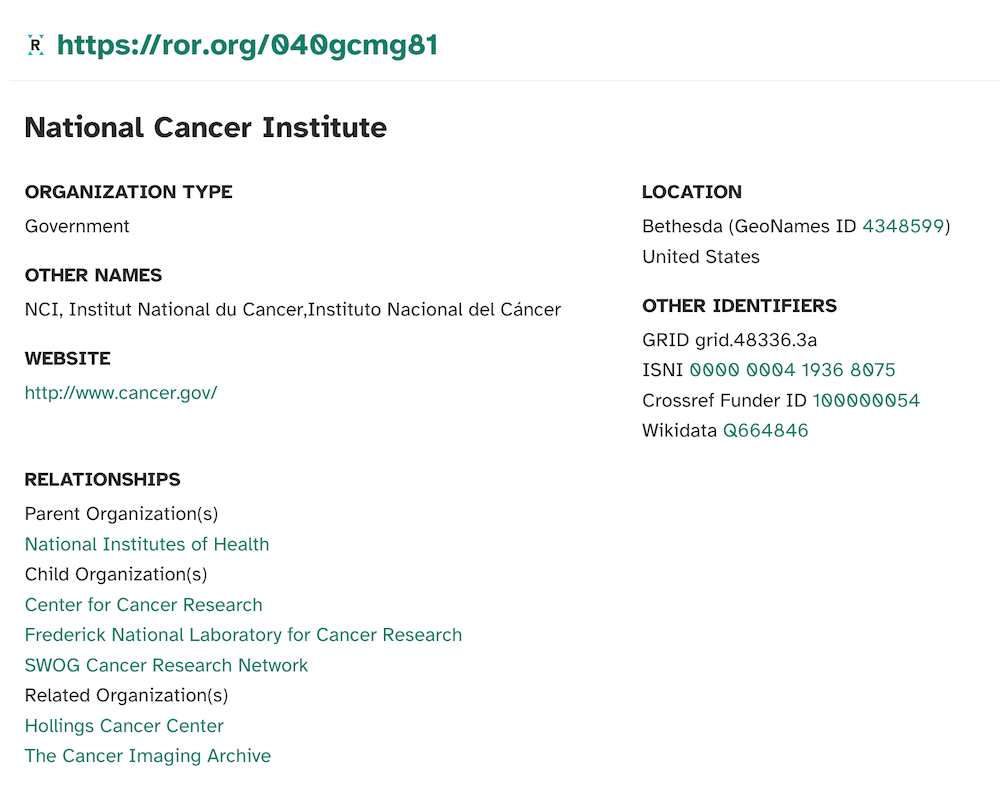 R https://ror.org/040gcmg81
National Cancer Institute
ORGANIZATION TYPE
Government
OTHER NAMES
NCI, Institut National du Cancer,Instituto Nacional del Cáncer
WEBSITE
http://www.cancer.gov/
LOCATION
Bethesda (GeoNames ID 4348599)
United States
OTHER IDENTIFIERS
GRID grid.48336.3a
ISNI 0000 0004 1936 8075
Crossref Funder ID 100000054
Wikidata Q664846
RELATIONSHIPS
Parent Organization(s)
National Institutes of Health
Child Organization(s)
Center for Cancer Research
Frederick National Laboratory for Cancer Research
SWOG Cancer Research Network
Related Organization(s)
Hollings Cancer Center
The Cancer Imaging Archive